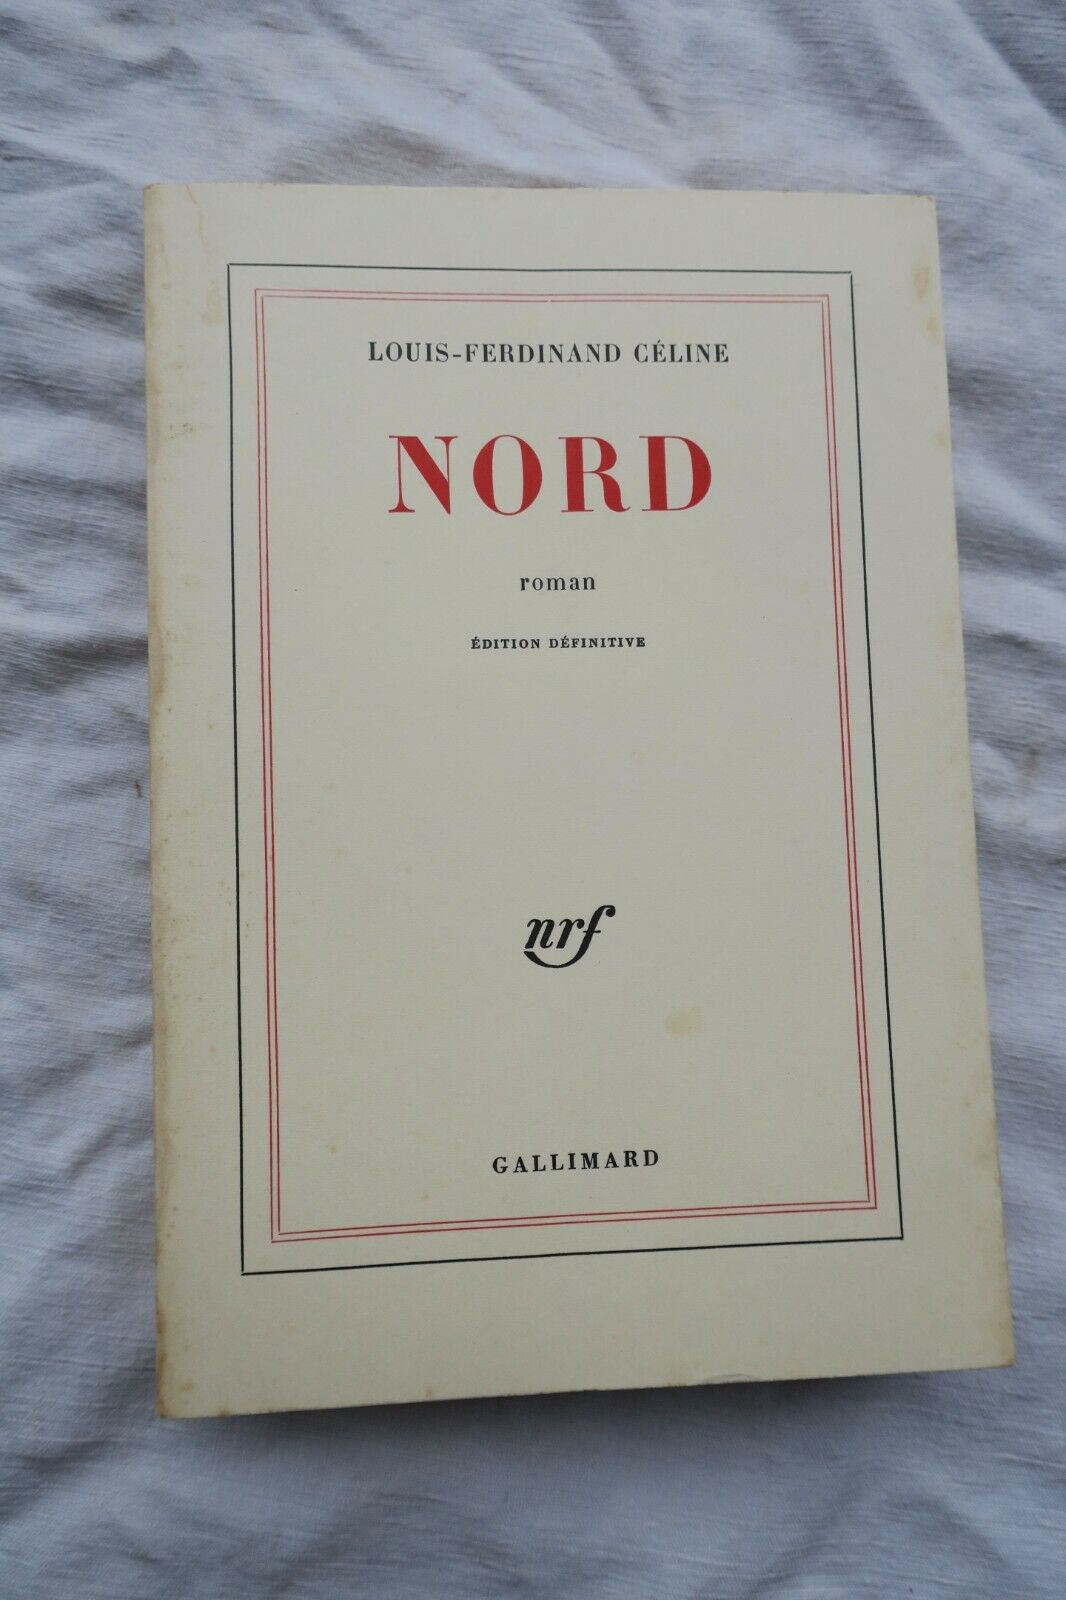 LOUIS-FERDINAND CÉLINE
NORD
roman
ÉDITION DÉFINITIVE
nrf
GALLIMARD